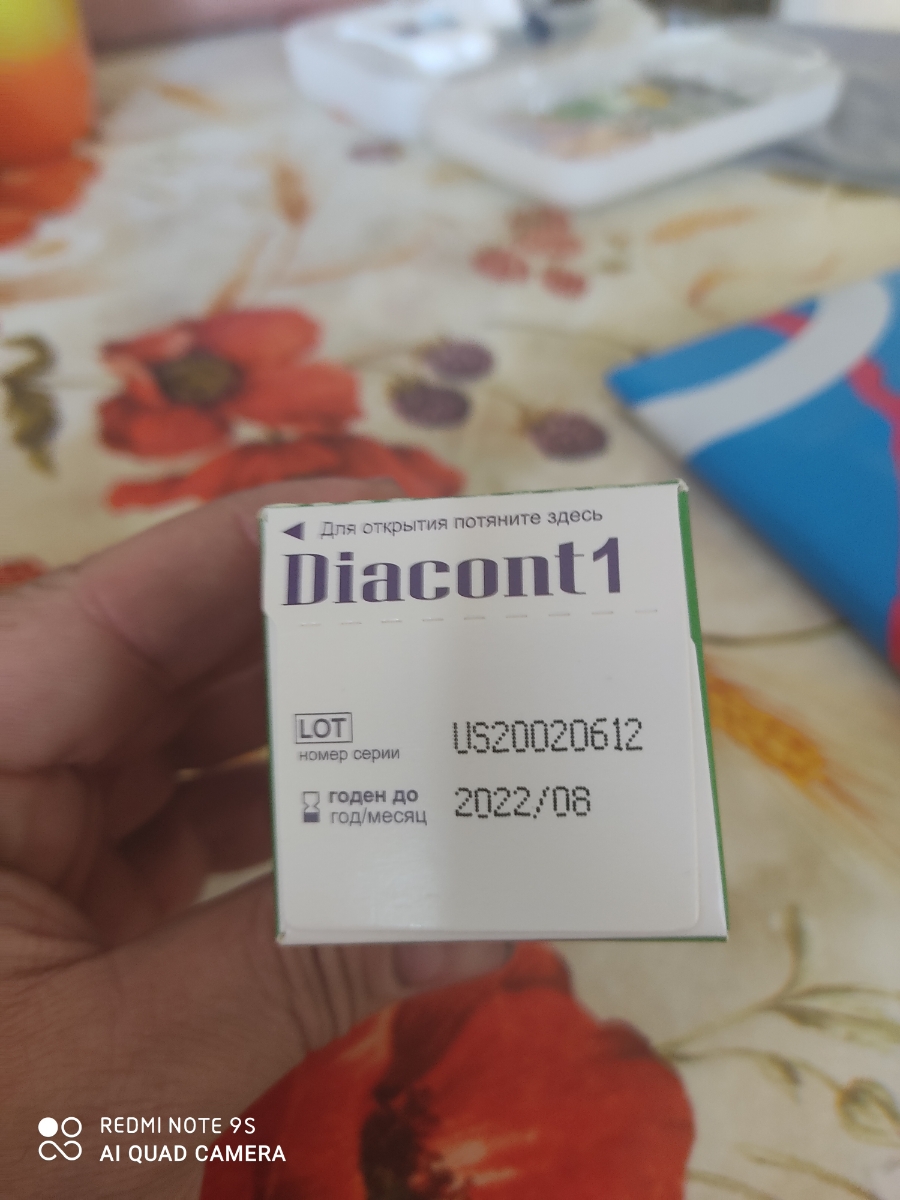 Для открытия потяните здесь
Diacont1
LOT
номер серии
US20020612
годен до
год/месяц
2022/08
REDMI NOTE 9S
AI QUAD CAMERA